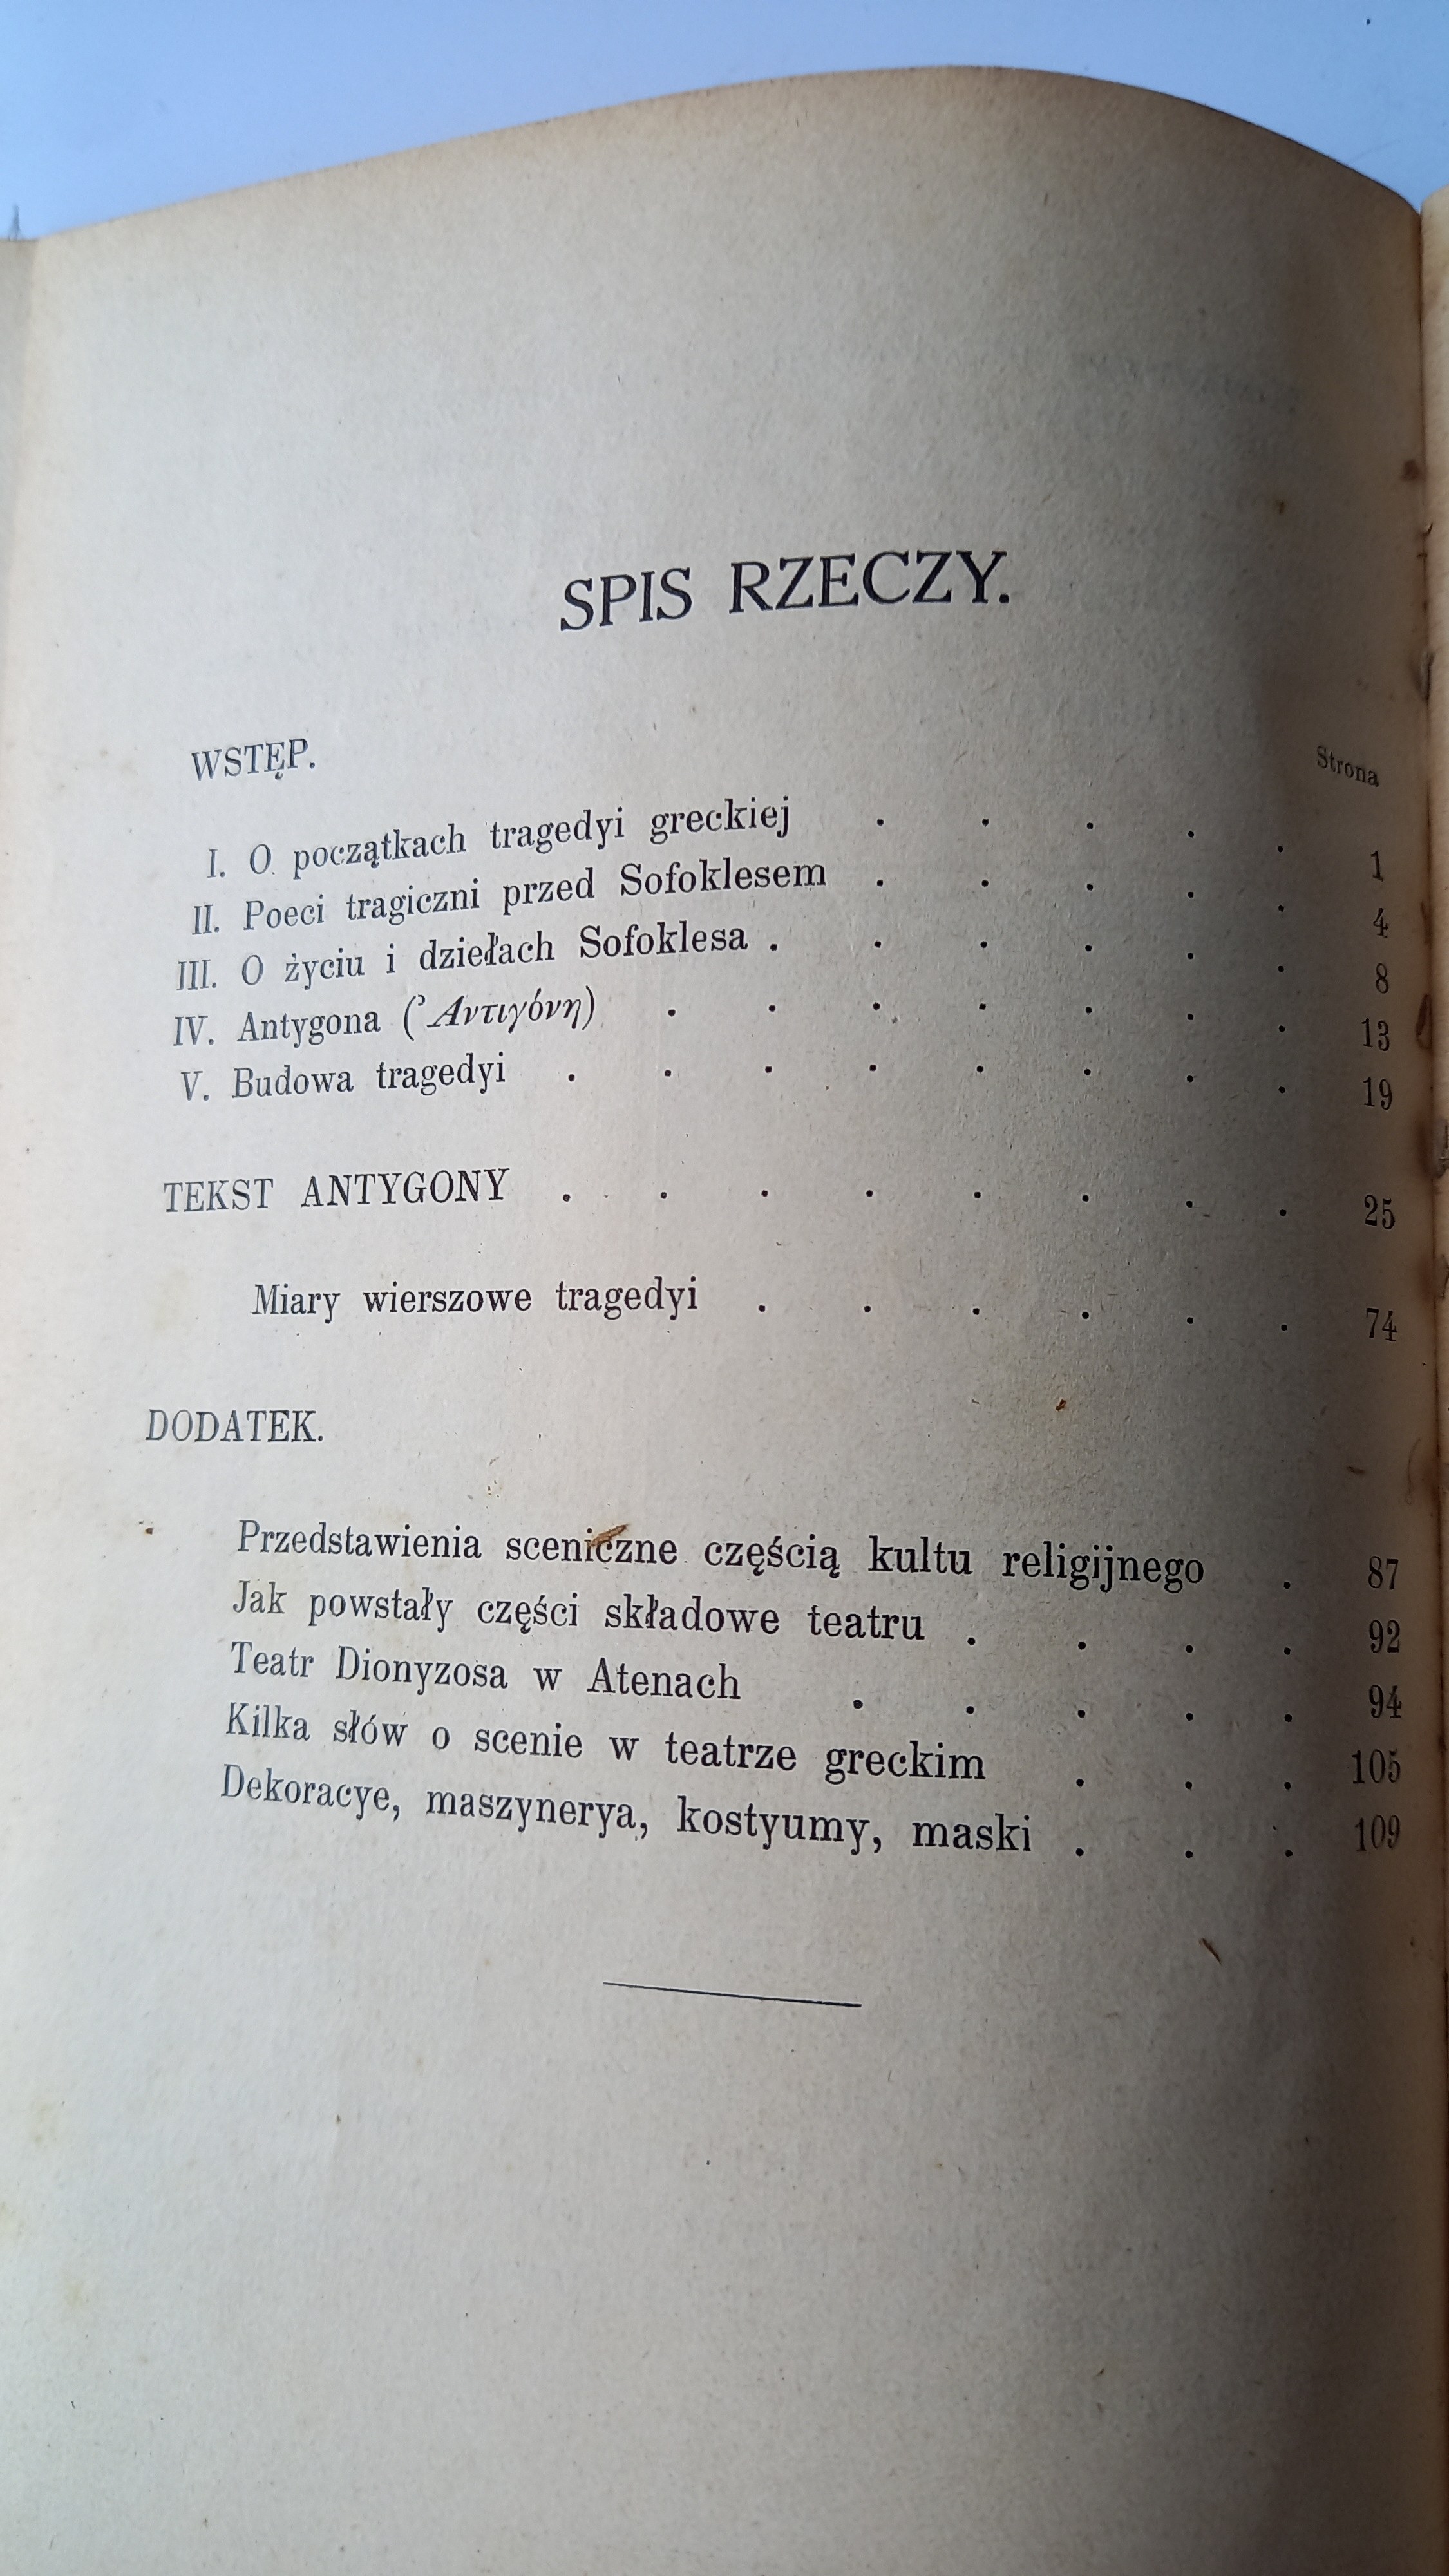 SPIS RZECZY.
WSTĘP.
Strona
I. O początkach tragedyi greckiej . . . . . 1
II. Poeci tragiczni przed Sofoklesem . . . . . 4
III. O życiu i dziełach Sofoklesa . . . . . . 8
IV. Antygona (Ἀντιγόνη) . . . . . . . 13
V. Budowa tragedyi . . . . . . . . 19
TEKST ANTYGONY . . . . . . . . 25
Miary wierszowe tragedyi . . . . . . 74
DODATEK.
Przedstawienia sceniczne częścią kultu religijnego . 87
Jak powstały części składowe teatru . . . . 92
Teatr Dionyzosa w Atenach . . . . . 94
Kilka słów o scenie w teatrze greckim . . . 105
Dekoracye, maszynerya, kostyumy, maski . . . 109